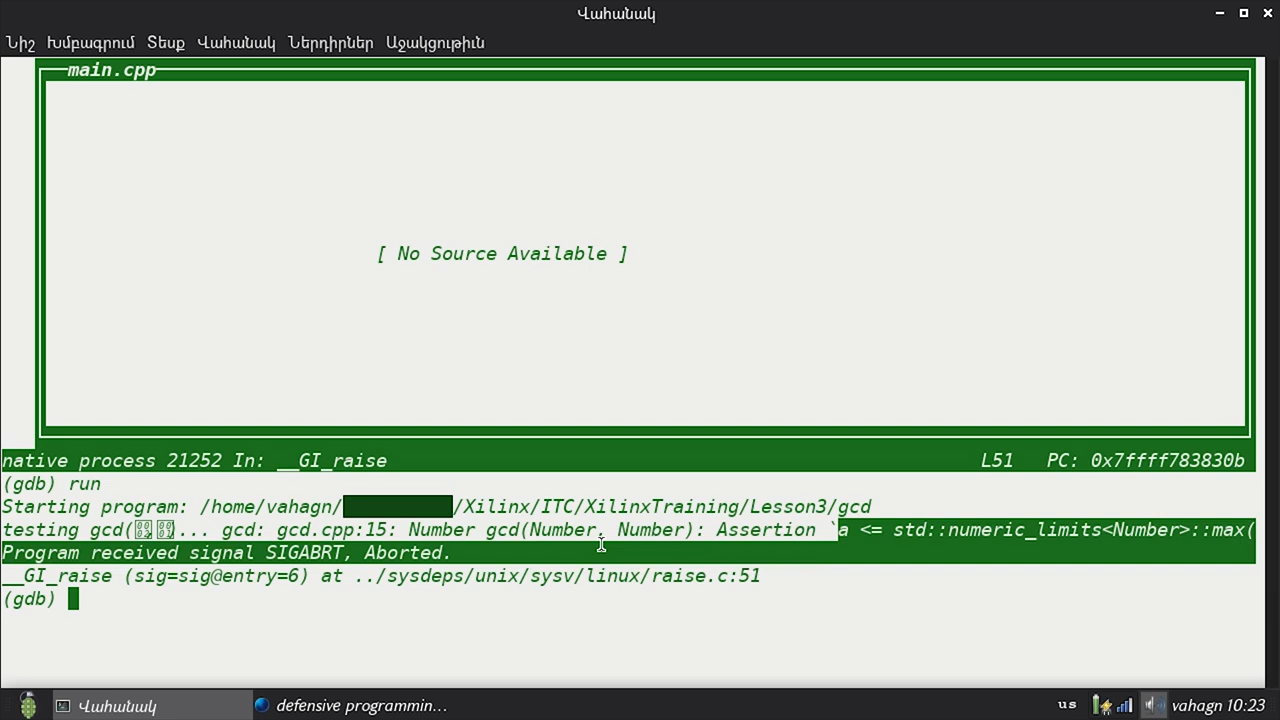 Վահանակ
Նիշ Խմբագրում Տեսք Վահանակ Ներդիրներ Աջակցութիւն
main.cpp
[ No Source Available ]
native process 21252 In: __GI_raise L51 PC: 0x7ffff783830b
(gdb) run
Starting program: /home/vahagn/ /Xilinx/ITC/XilinxTraining/Lesson3/gcd
testing gcd( , )... gcd: gcd.cpp:15: Number gcd(Number, Number): Assertion `a <= std::numeric_limits<Number>::max(
Program received signal SIGABRT, Aborted.
__GI_raise (sig=sig@entry=6) at ../sysdeps/unix/sysv/linux/raise.c:51
(gdb)
Վահանակ defensive programmin... us vahagn 10:23